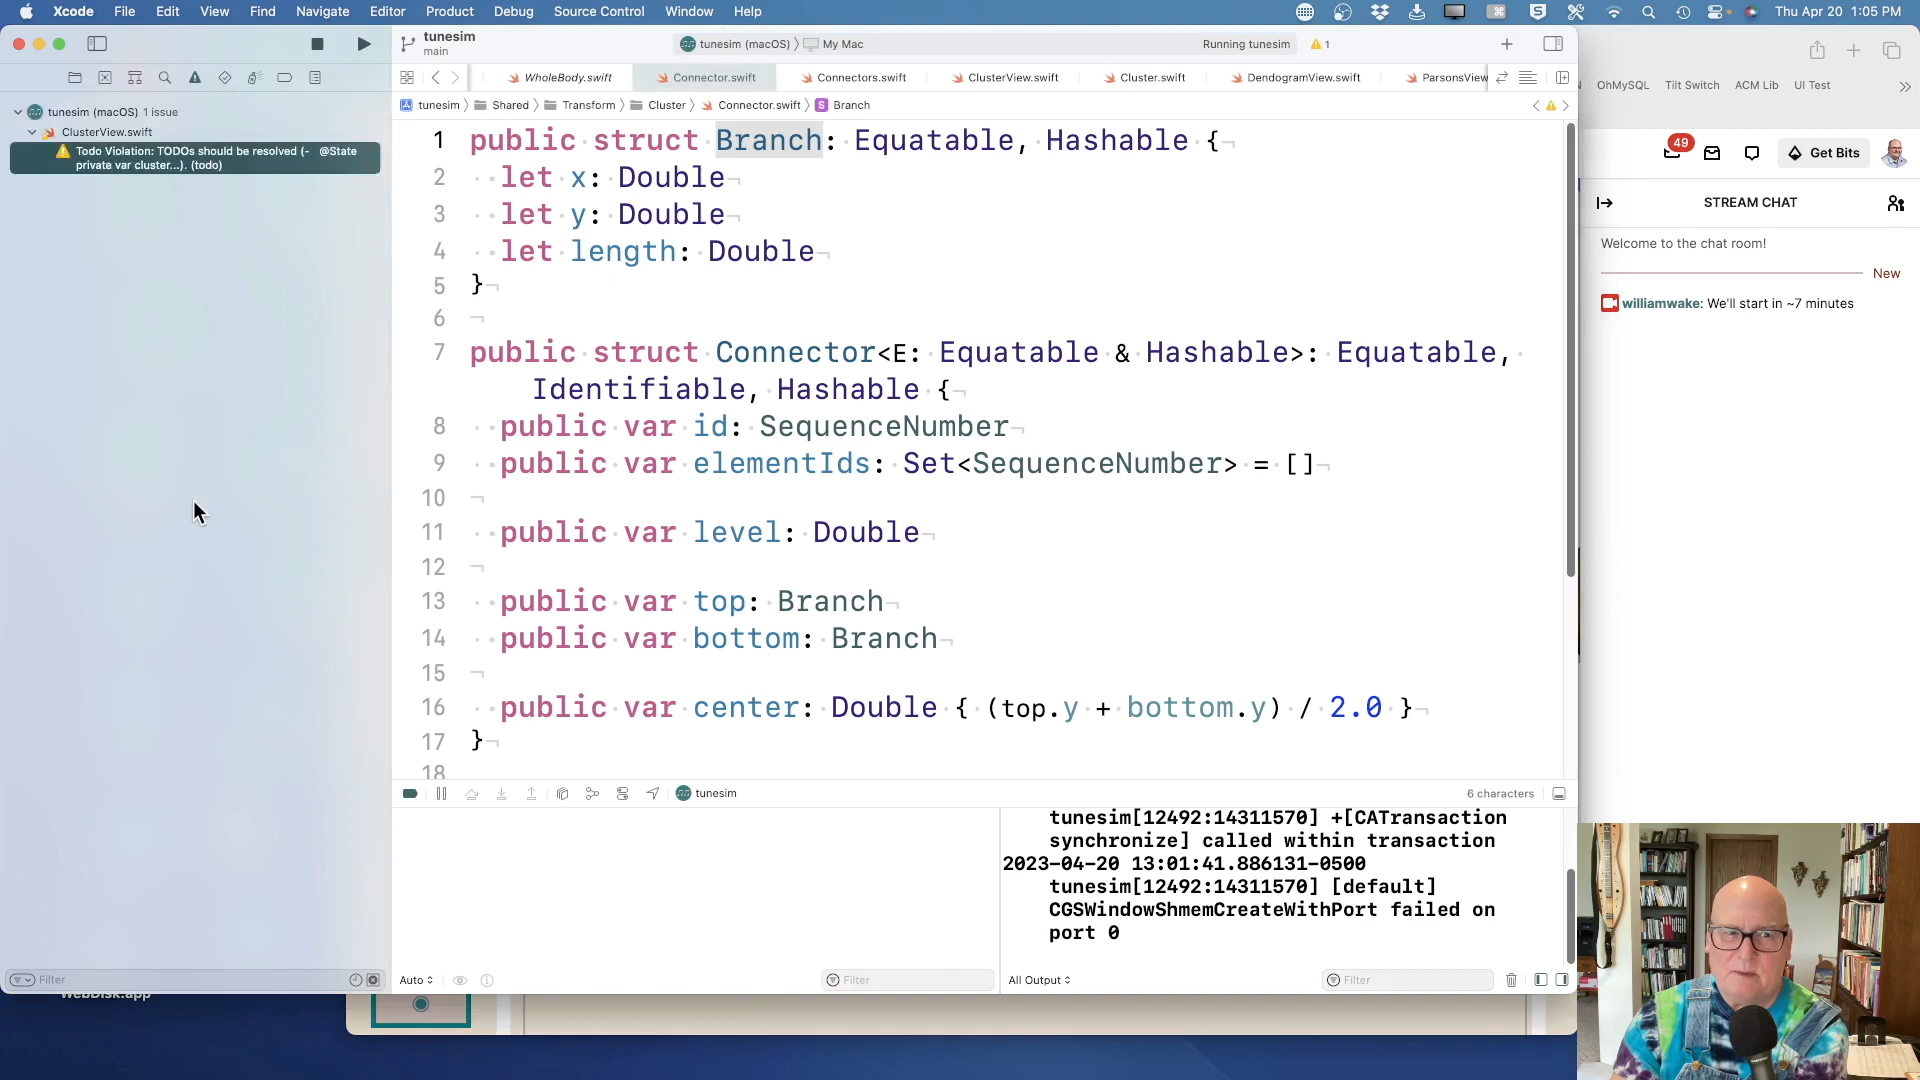 Xcode File Edit View Find Navigate Editor Product Debug Source Control Window Help Thu Apr 20 1:05 PM
tunesim
main
tunesim (macOS) My Mac Running tunesim 1
WholeBody.swift Connector.swift Connectors.swift ClusterView.swift Cluster.swift DendogramView.swift ParsonsView
OhMySQL Tilt Switch ACM Lib UI Test
tunesim Shared Transform Cluster Connector.swift S Branch
tunesim (macOS) 1 issue
ClusterView.swift
Todo Violation: TODOs should be resolved (- @State
private var cluster...). (todo)
1 public struct Branch: Equatable, Hashable {
2 let x: Double
3 let y: Double
4 let length: Double
5 }
6
7 public struct Connector<E: Equatable & Hashable>: Equatable,
Identifiable, Hashable {
8 public var id: SequenceNumber
9 public var elementIds: Set<SequenceNumber> = []
10
11 public var level: Double
12
13 public var top: Branch
14 public var bottom: Branch
15
16 public var center: Double { (top.y + bottom.y) / 2.0 }
17 }
18
49 Get Bits
STREAM CHAT
Welcome to the chat room!
New
williamwake: We'll start in ~7 minutes
tunesim 6 characters
tunesim[12492:14311570] +[CATransaction
synchronize] called within transaction
2023-04-20 13:01:41.886131-0500
tunesim[12492:14311570] [default]
CGSWindowShmemCreateWithPort failed on
port 0
Filter Auto Filter All Output Filter
WebDisk.app